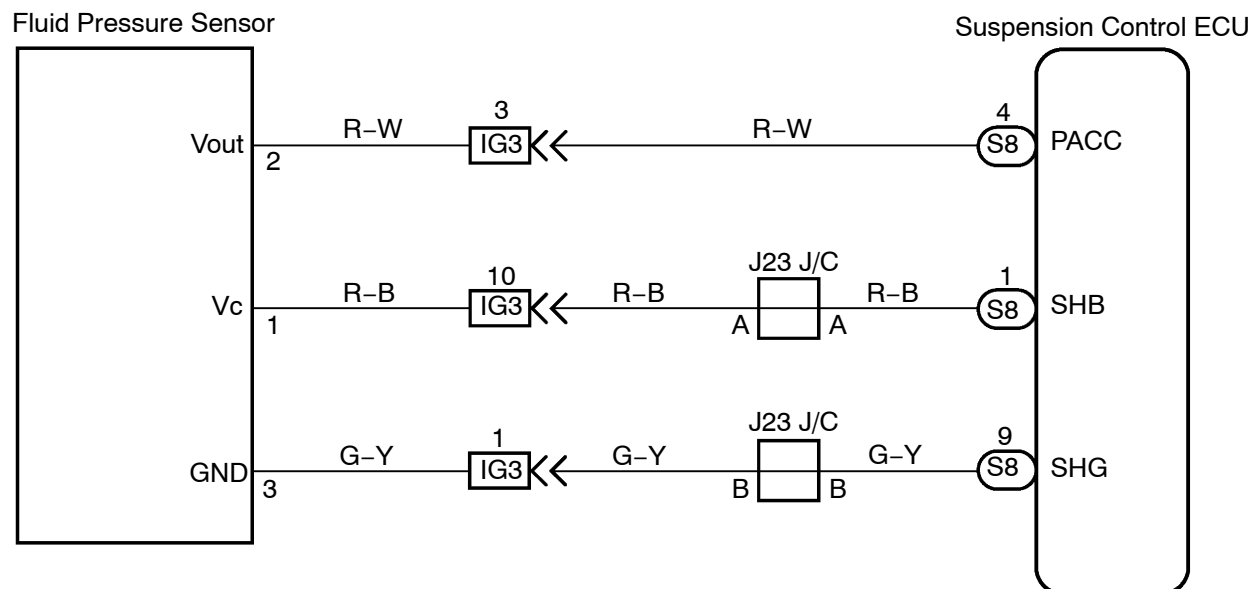 Fluid Pressure Sensor
Suspension Control ECU
Vout
2
R−W
3
IG3
R−W
4
S8
PACC
Vc
1
R−B
10
IG3
R−B
J23 J/C
A
A
R−B
1
S8
SHB
GND
3
G−Y
1
IG3
G−Y
J23 J/C
B
B
G−Y
9
S8
SHG